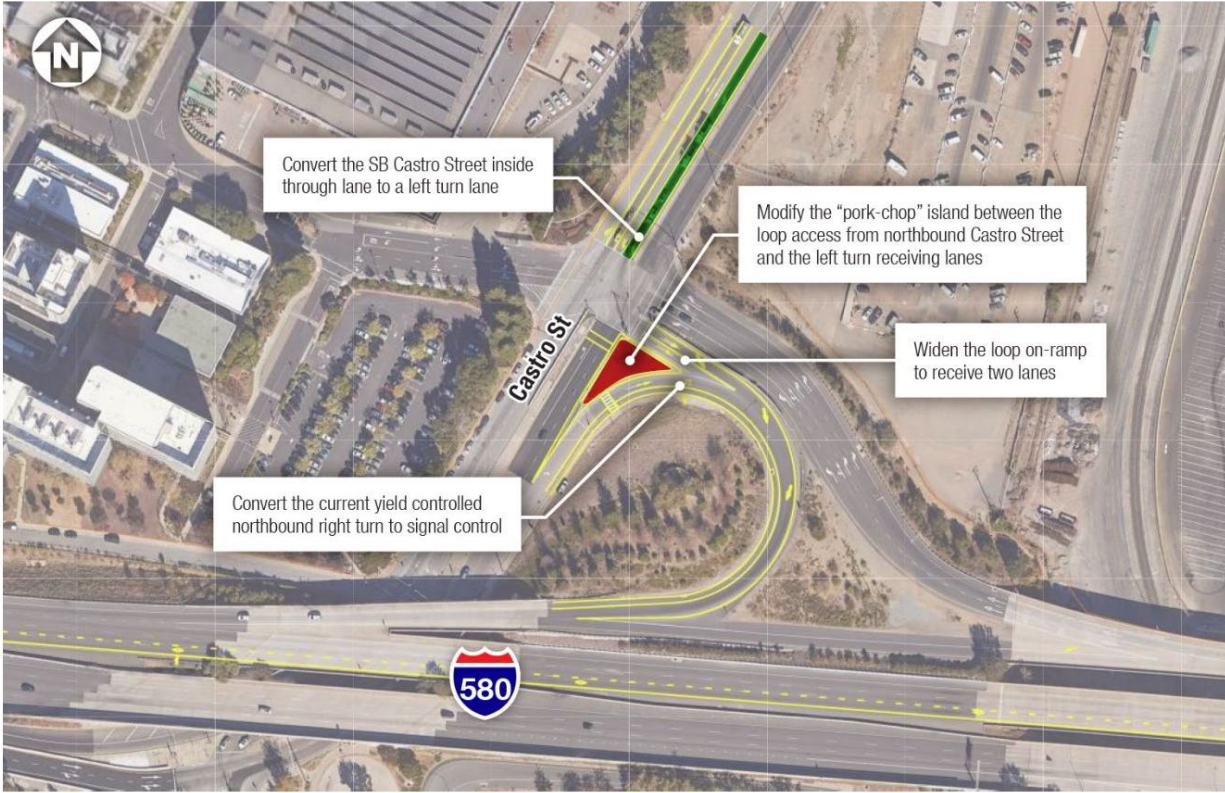 N
Convert the SB Castro Street inside
through lane to a left turn lane
Modify the “pork-chop” island between the
loop access from northbound Castro Street
and the left turn receiving lanes
Castro St
Widen the loop on-ramp
to receive two lanes
Convert the current yield controlled
northbound right turn to signal control
580